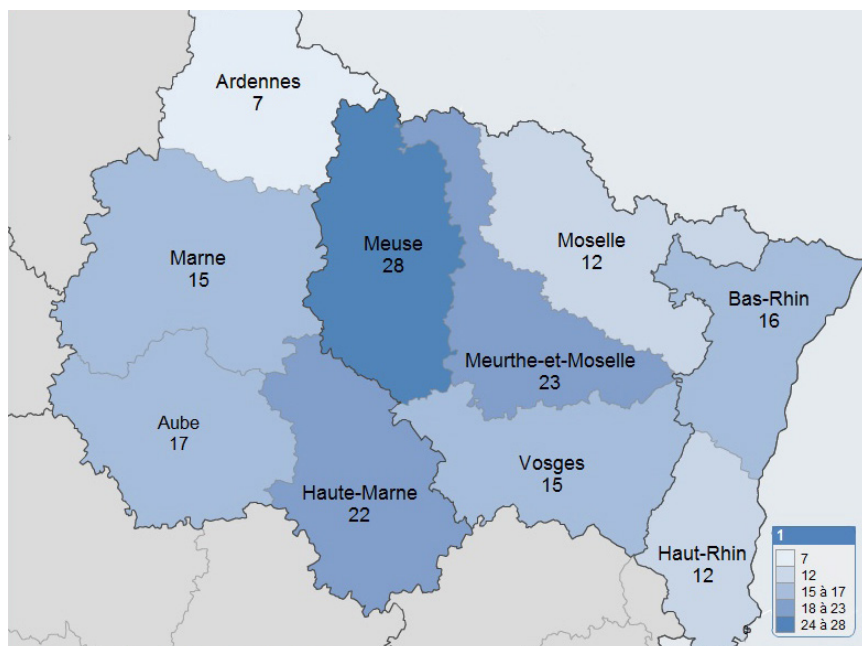 Ardennes
7
Marne
15
Meuse
28
Moselle
12
Bas-Rhin
16
Meurthe-et-Moselle
23
Aube
17
Haute-Marne
22
Vosges
15
Haut-Rhin
12
1
7
12
15 à 17
18 à 23
24 à 28